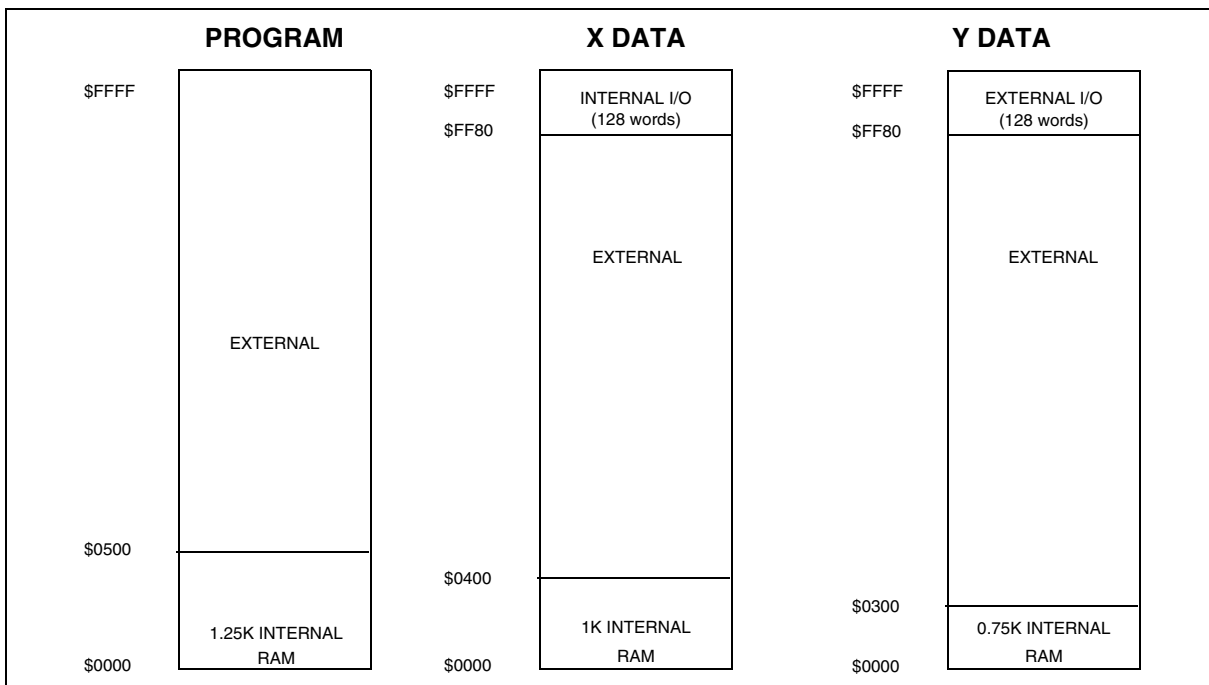 PROGRAM
$FFFF
EXTERNAL
$0500
1.25K INTERNAL
RAM
$0000
X DATA
$FFFF
INTERNAL I/O
(128 words)
$FF80
EXTERNAL
$0400
1K INTERNAL
RAM
$0000
Y DATA
$FFFF
EXTERNAL I/O
(128 words)
$FF80
EXTERNAL
$0300
0.75K INTERNAL
RAM
$0000